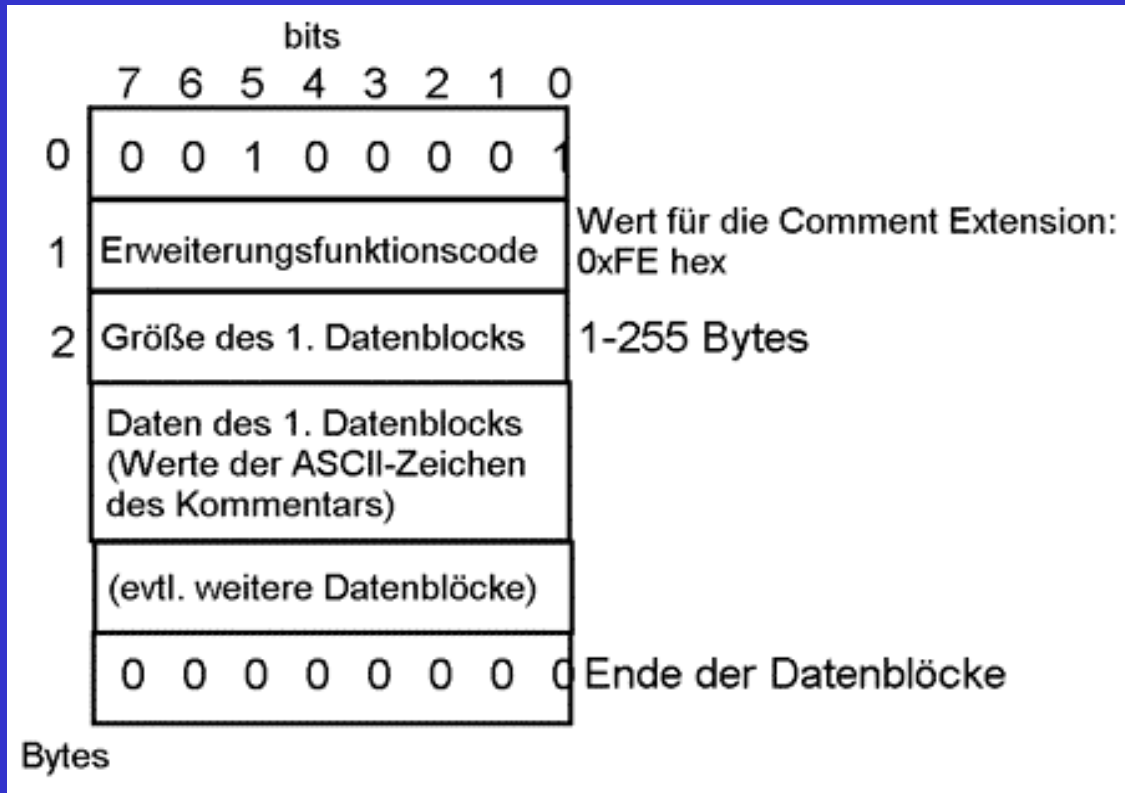 bits
7 6 5 4 3 2 1 0
0 0 0 1 0 0 0 0 1
1 Erweiterungsfunktionscode
Wert für die Comment Extension:
0xFE hex
2 Größe des 1. Datenblocks 1-255 Bytes
Daten des 1. Datenblocks
(Werte der ASCII-Zeichen
des Kommentars)
(evtl. weitere Datenblöcke)
0 0 0 0 0 0 0 0 Ende der Datenblöcke
Bytes